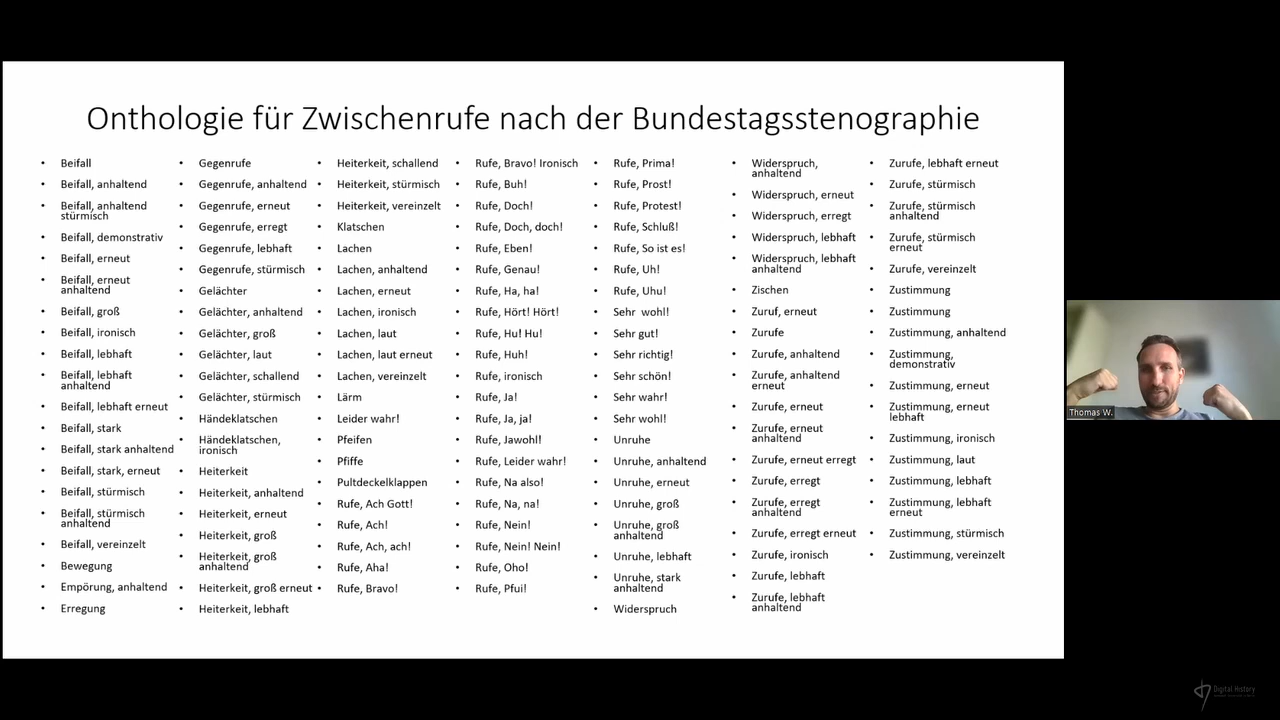 Onthologie für Zwischenrufe nach der Bundestagsstenographie
• Beifall
• Beifall, anhaltend
• Beifall, anhaltend
stürmisch
• Beifall, demonstrativ
• Beifall, erneut
• Beifall, erneut
anhaltend
• Beifall, groß
• Beifall, ironisch
• Beifall, lebhaft
• Beifall, lebhaft
anhaltend
• Beifall, lebhaft erneut
• Beifall, stark
• Beifall, stark anhaltend
• Beifall, stark, erneut
• Beifall, stürmisch
• Beifall, stürmisch
anhaltend
• Beifall, vereinzelt
• Bewegung
• Empörung, anhaltend
• Erregung
• Gegenrufe
• Gegenrufe, anhaltend
• Gegenrufe, erneut
• Gegenrufe, erregt
• Gegenrufe, lebhaft
• Gegenrufe, stürmisch
• Gelächter
• Gelächter, anhaltend
• Gelächter, groß
• Gelächter, laut
• Gelächter, schallend
• Gelächter, stürmisch
• Händeklatschen
• Händeklatschen,
ironisch
• Heiterkeit
• Heiterkeit, anhaltend
• Heiterkeit, erneut
• Heiterkeit, groß
• Heiterkeit, groß
anhaltend
• Heiterkeit, groß erneut
• Heiterkeit, lebhaft
• Heiterkeit, schallend
• Heiterkeit, stürmisch
• Heiterkeit, vereinzelt
• Klatschen
• Lachen
• Lachen, anhaltend
• Lachen, erneut
• Lachen, ironisch
• Lachen, laut
• Lachen, laut erneut
• Lachen, vereinzelt
• Lärm
• Leider wahr!
• Pfeifen
• Pfiffe
• Pultdeckelklappen
• Rufe, Ach Gott!
• Rufe, Ach!
• Rufe, Ach, ach!
• Rufe, Aha!
• Rufe, Bravo!
• Rufe, Bravo! Ironisch
• Rufe, Buh!
• Rufe, Doch!
• Rufe, Doch, doch!
• Rufe, Eben!
• Rufe, Genau!
• Rufe, Ha, ha!
• Rufe, Hört! Hört!
• Rufe, Hu! Hu!
• Rufe, Huh!
• Rufe, ironisch
• Rufe, Ja!
• Rufe, Ja, ja!
• Rufe, Jawohl!
• Rufe, Leider wahr!
• Rufe, Na also!
• Rufe, Na, na!
• Rufe, Nein!
• Rufe, Nein! Nein!
• Rufe, Oho!
• Rufe, Pfui!
• Rufe, Prima!
• Rufe, Prost!
• Rufe, Protest!
• Rufe, Schluß!
• Rufe, So ist es!
• Rufe, Uh!
• Rufe, Uhu!
• Sehr wohl!
• Sehr gut!
• Sehr richtig!
• Sehr schön!
• Sehr wahr!
• Sehr wohl!
• Unruhe
• Unruhe, anhaltend
• Unruhe, erneut
• Unruhe, groß
• Unruhe, groß
anhaltend
• Unruhe, lebhaft
• Unruhe, stark
anhaltend
• Widerspruch
• Widerspruch,
anhaltend
• Widerspruch, erneut
• Widerspruch, erregt
• Widerspruch, lebhaft
• Widerspruch, lebhaft
anhaltend
• Zischen
• Zuruf, erneut
• Zurufe
• Zurufe, anhaltend
• Zurufe, anhaltend
erneut
• Zurufe, erneut
• Zurufe, erneut
anhaltend
• Zurufe, erneut erregt
• Zurufe, erregt
• Zurufe, erregt
anhaltend
• Zurufe, erregt erneut
• Zurufe, ironisch
• Zurufe, lebhaft
• Zurufe, lebhaft
anhaltend
• Zurufe, lebhaft erneut
• Zurufe, stürmisch
• Zurufe, stürmisch
anhaltend
• Zurufe, stürmisch
erneut
• Zurufe, vereinzelt
• Zustimmung
• Zustimmung
• Zustimmung, anhaltend
• Zustimmung,
demonstrativ
• Zustimmung, erneut
• Zustimmung, erneut
lebhaft
• Zustimmung, ironisch
• Zustimmung, laut
• Zustimmung, lebhaft
• Zustimmung, lebhaft
erneut
• Zustimmung, stürmisch
• Zustimmung, vereinzelt
Thomas W.
Digital History